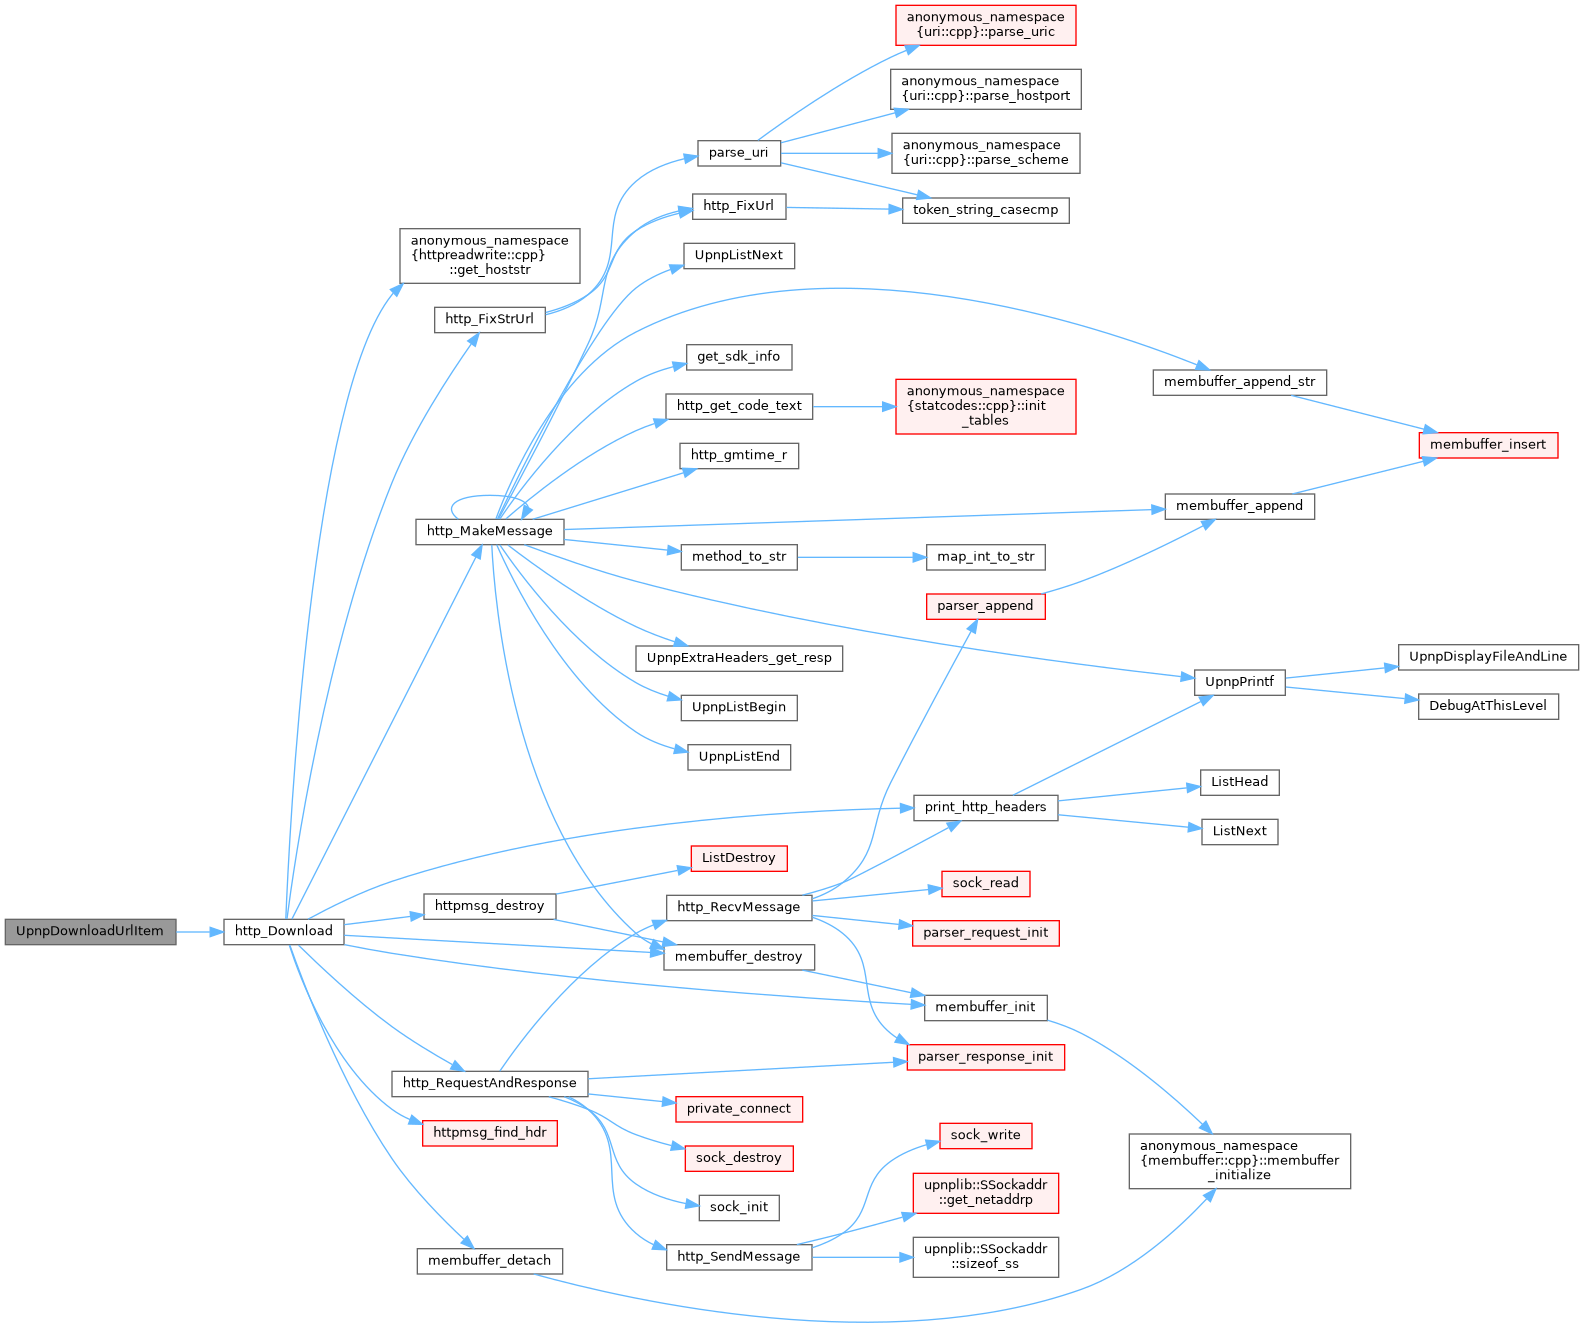 anonymous_namespace
{uri::cpp}::parse_uric
anonymous_namespace
{uri::cpp}::parse_hostport
parse_uri
anonymous_namespace
{uri::cpp}::parse_scheme
http_FixUrl
token_string_casecmp
anonymous_namespace
{httpreadwrite::cpp}
::get_hoststr
UpnpListNext
http_FixStrUrl
get_sdk_info
membuffer_append_str
http_get_code_text
anonymous_namespace
{statcodes::cpp}::init
_tables
http_gmtime_r
membuffer_insert
http_MakeMessage
membuffer_append
method_to_str
map_int_to_str
parser_append
UpnpExtraHeaders_get_resp
UpnpDisplayFileAndLine
UpnpPrintf
UpnpListBegin
DebugAtThisLevel
UpnpListEnd
ListHead
print_http_headers
ListNext
ListDestroy
sock_read
httpmsg_destroy
http_RecvMessage
UpnpDownloadUrlItem
http_Download
parser_request_init
membuffer_destroy
membuffer_init
parser_response_init
http_RequestAndResponse
private_connect
httpmsg_find_hdr
sock_write
sock_destroy
anonymous_namespace
{membuffer::cpp}::membuffer
_initialize
upnplib::SSockaddr
::get_netaddrp
sock_init
membuffer_detach
http_SendMessage
upnplib::SSockaddr
::sizeof_ss